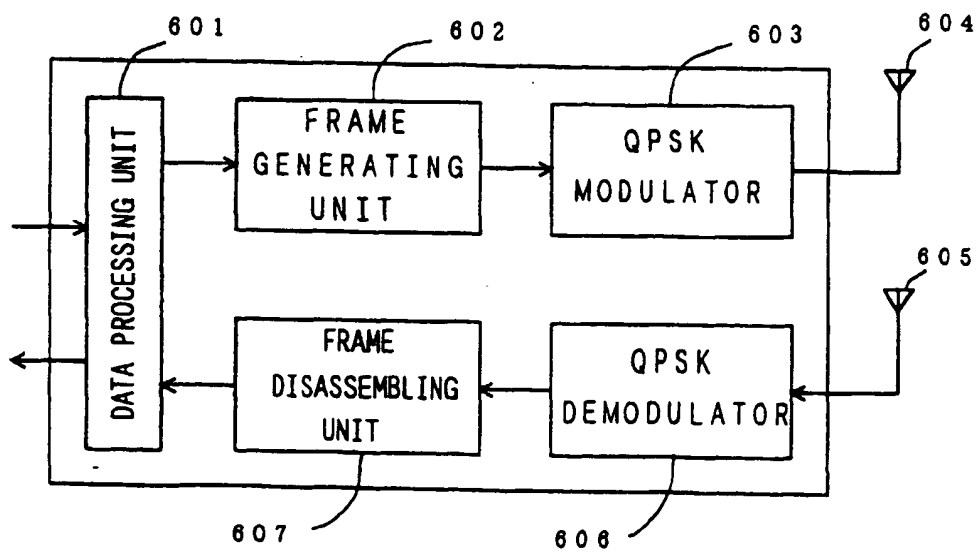 601
602
603
604
DATA PROCESSING UNIT
FRAME
GENERATING
UNIT
QPSK
MODULATOR
605
FRAME
DISASSEMBLING
UNIT
QPSK
DEMODULATOR
607
606